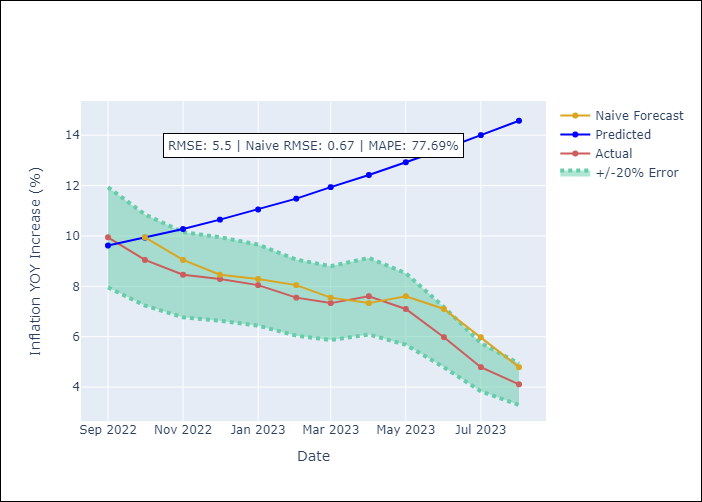 RMSE: 5.5 | Naive RMSE: 0.67 | MAPE: 77.69%
Naive Forecast
Predicted
Actual
+/-20% Error
Inflation YOY Increase (%)
14
12
10
8
6
4
Sep 2022 Nov 2022 Jan 2023 Mar 2023 May 2023 Jul 2023
Date